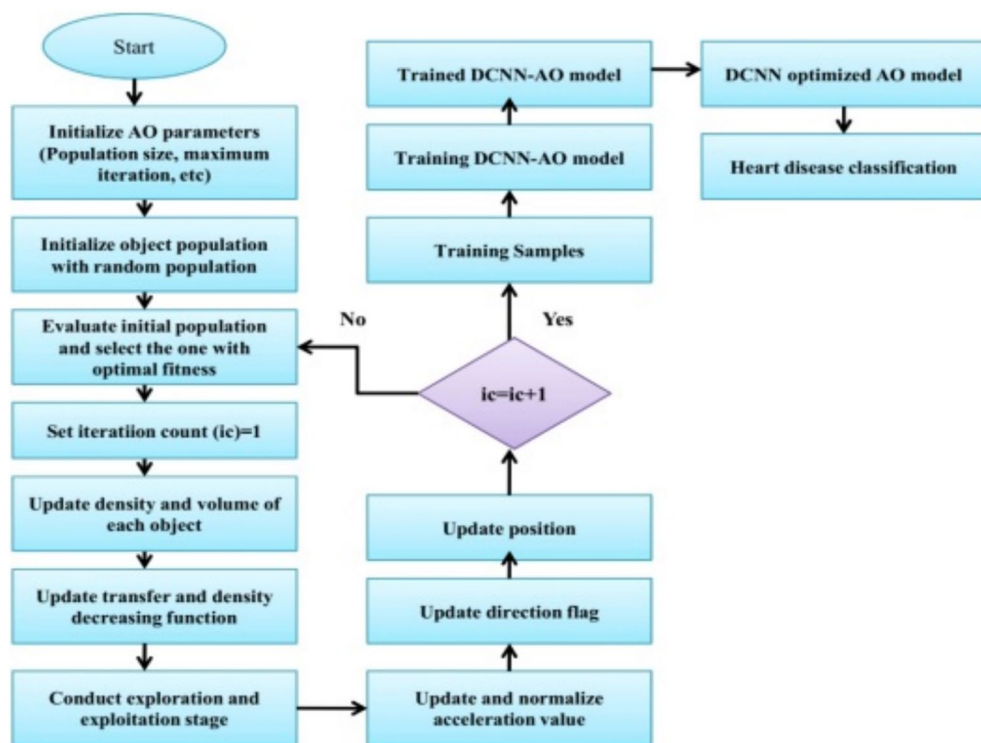 Start
Initialize AO parameters
(Population size, maximum
iteration, etc)
Initialize object population
with random population
Evaluate initial population
and select the one with
optimal fitness
Set iteratiion count (ic)=1
Update density and volume of
each object
Update transfer and density
decreasing function
Conduct exploration and
exploitation stage
Update and normalize
acceleration value
Update direction flag
Update position
ic=ic+1
No
Yes
Training Samples
Training DCNN-AO model
Trained DCNN-AO model
DCNN optimized AO model
Heart disease classification